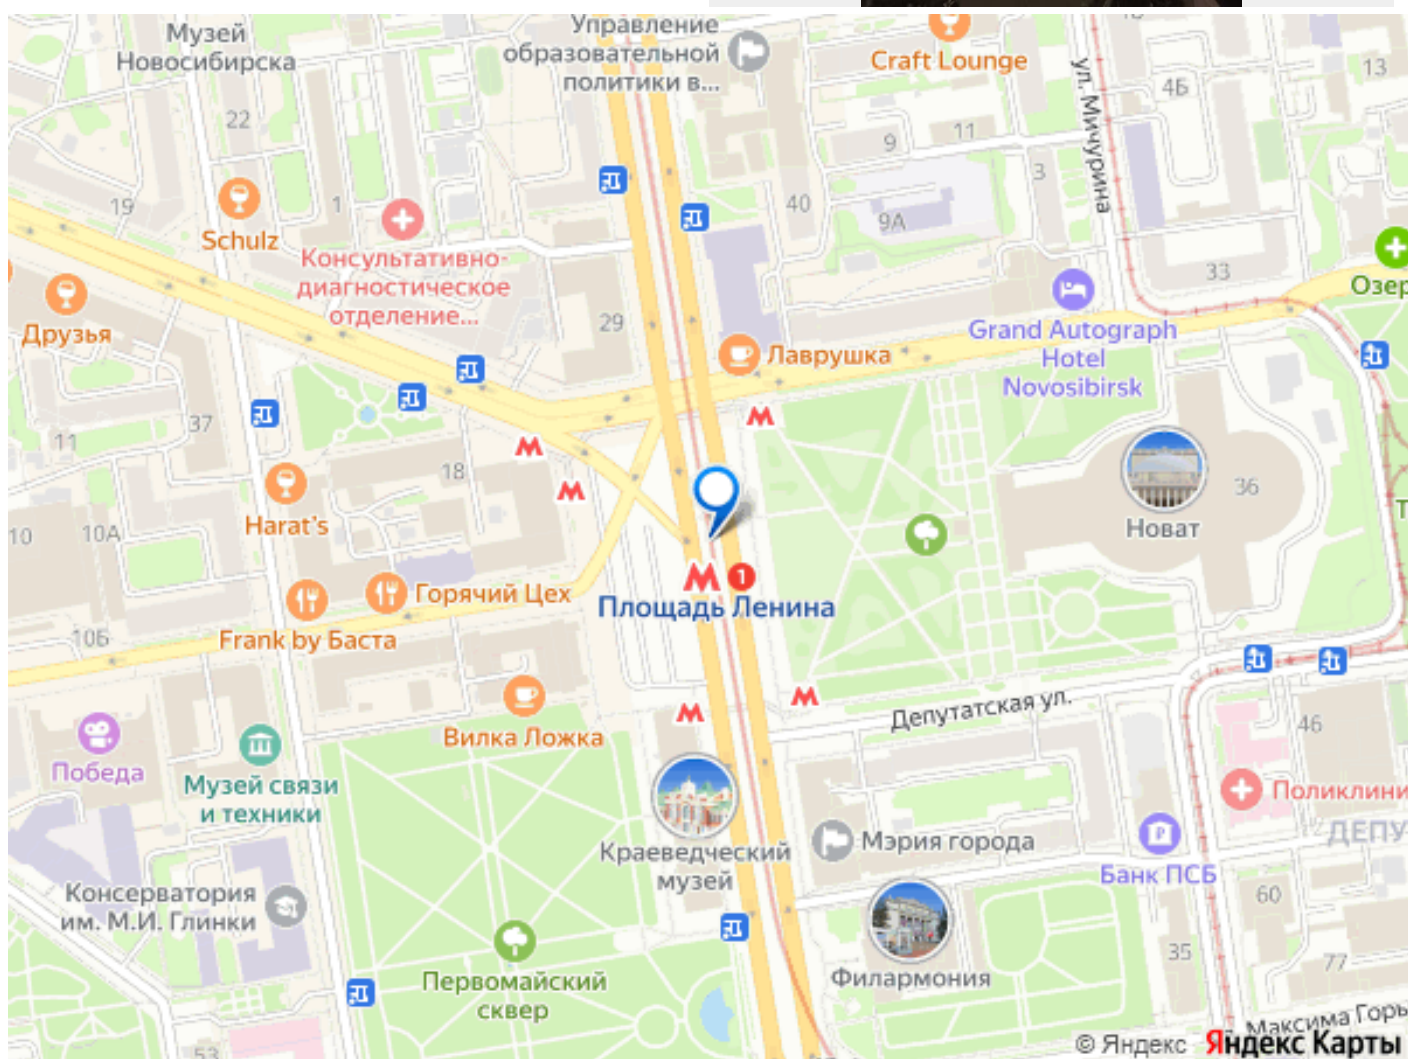 Музей
Новосибирска
Управление
образовательной
политики в...
Craft Lounge
4Б
13
ул. Мичурина
22
9
11
3
19
1
40
9А
Schulz
Консультативно-
диагностическое
отделение...
33
Озер
Друзья
29
Лаврушка
Grand Autograph
Hotel
Novosibirsk
37
11
18
36
Harat's
10
10А
Новат
Т
Горячий Цех
Площадь Ленина
1
10Б
Frank by Баста
Депутатская ул.
Вилка Ложка
46
Победа
Музей связи
и техники
Поликлини
Краеведческий
музей
Мэрия города
12
ДЕПУ
Банк ПСБ
Консерватория
им. М.И. Глинки
60
Первомайский
сквер
Филармония
35
77
Максима Горь
53
© Яндекс Яндекс Карты